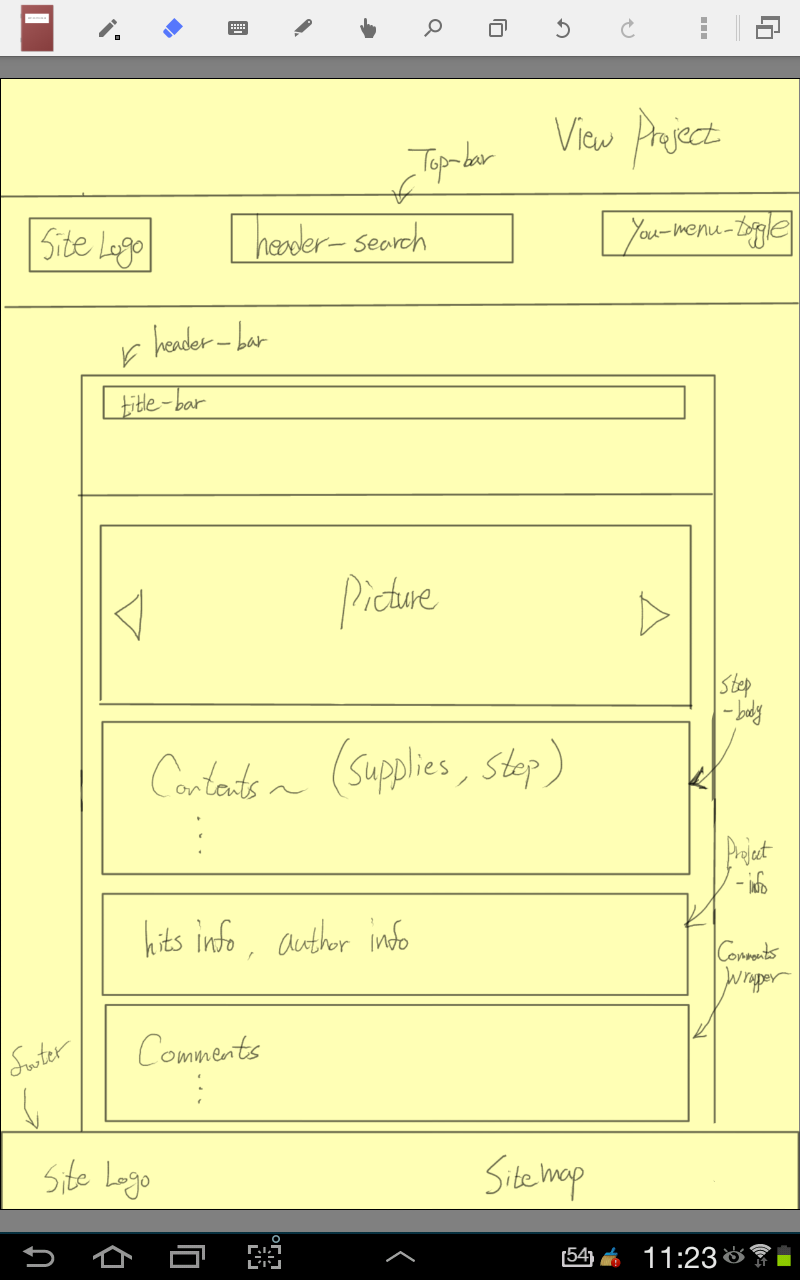 View Project
Top-bar
Site Logo
header-search
You-menu-toggle
header-bar
title-bar
Picture
Step
-body
Contents~ (supplies, step)
Project
-info
hits info, author info
Comments
Wrapper
Comments
footer
Site Logo
Sitemap
54
11:23